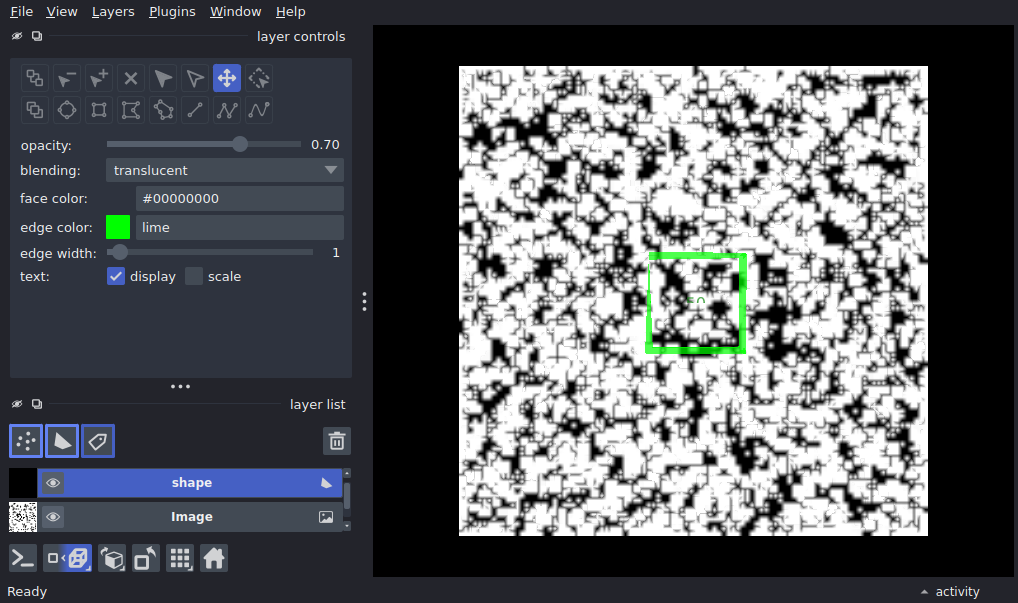 File View Layers Plugins Window Help
layer controls
opacity: 0.70
blending: translucent
face color: #00000000
edge color: lime
edge width: 1
text: display scale
layer list
shape
Image
Ready
activity